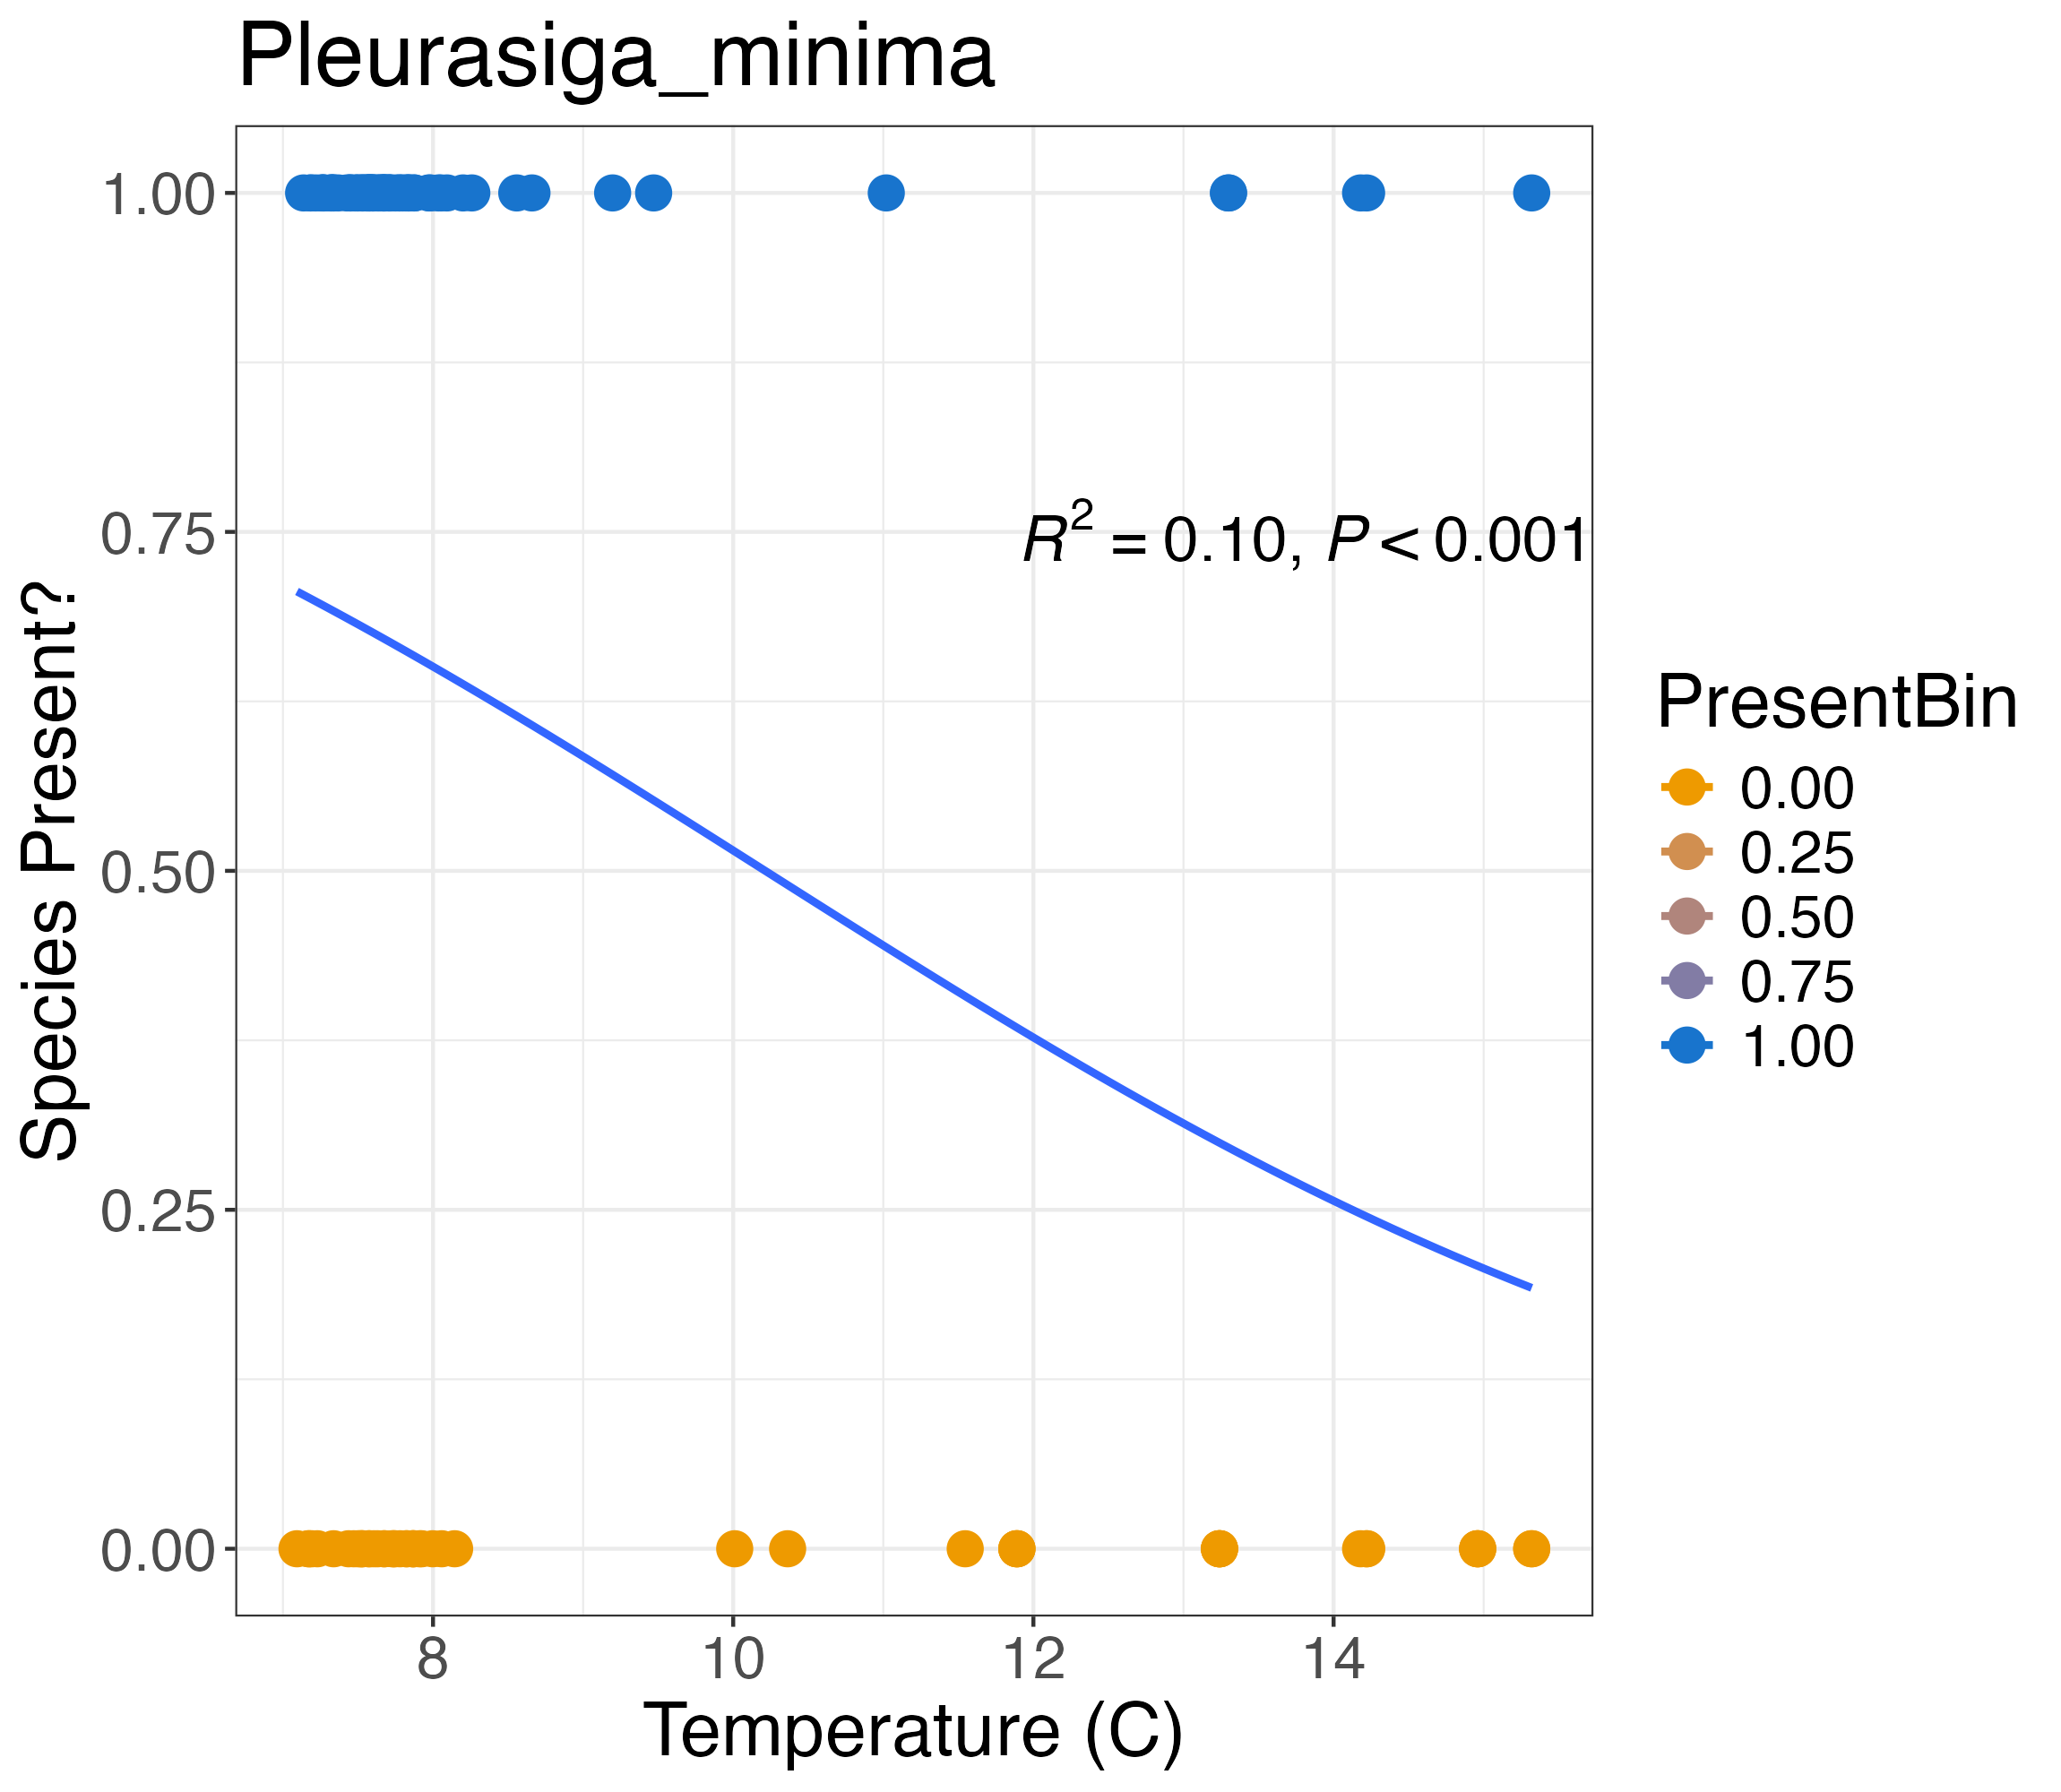 Pleurasiga_minima
1.00
0.75
0.50
0.25
0.00
Species Present?
R² = 0.10, P < 0.001
8 10 12 14
Temperature (C)
PresentBin
0.00
0.25
0.50
0.75
1.00